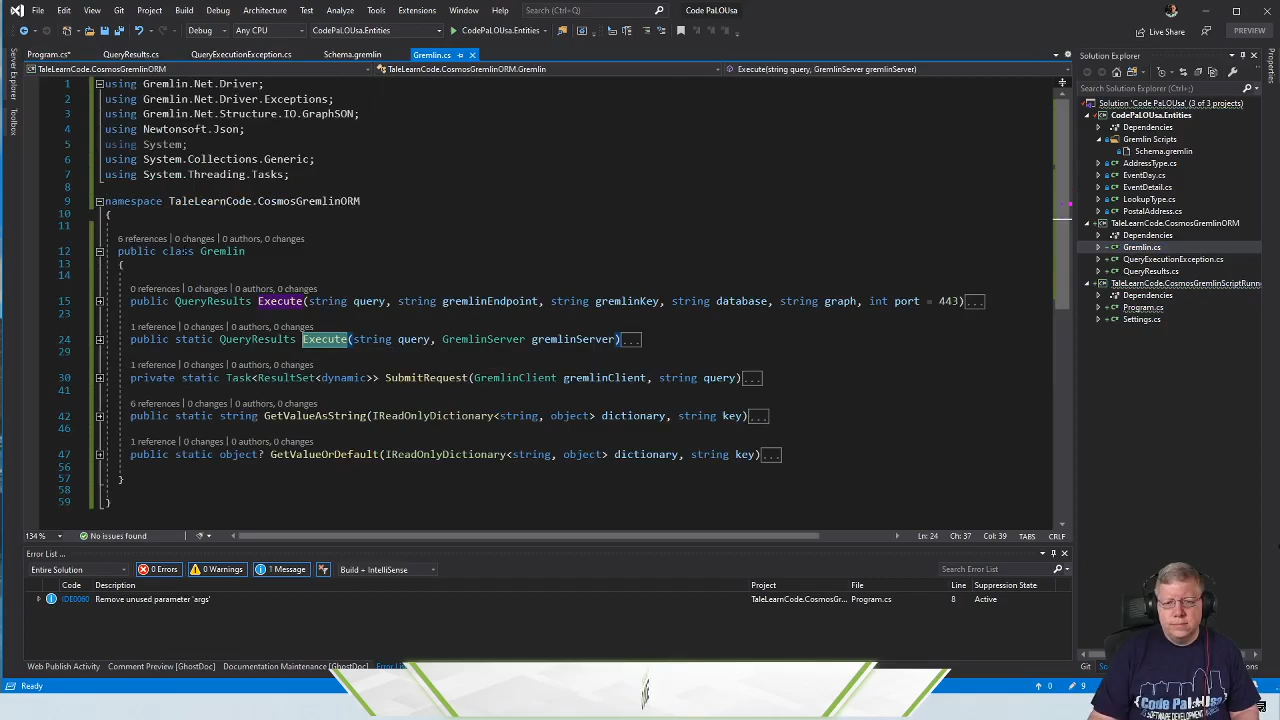 File Edit View Git Project Build Debug Architecture Test Analyze Tools Extensions Window Help Search (Ctrl+Q) Code PaLOUsa
Debug Any CPU CodePaLOUsa.Entities CodePaLOUsa.Entities Live Share PREVIEW
Program.cs* QueryResults.cs QueryExecutionException.cs Schema.gremlin Gremlin.cs
TaleLearnCode.CosmosGremlinORM TaleLearnCode.CosmosGremlinORM.Gremlin Execute(string query, GremlinServer gremlinServer)
Server Explorer
Toolbox
1 using Gremlin.Net.Driver;
2 using Gremlin.Net.Driver.Exceptions;
3 using Gremlin.Net.Structure.IO.GraphSON;
4 using Newtonsoft.Json;
5 using System;
6 using System.Collections.Generic;
7 using System.Threading.Tasks;
8
9 namespace TaleLearnCode.CosmosGremlinORM
10 {
11
6 references | 0 changes | 0 authors, 0 changes
12 public class Gremlin
13 {
14
0 references | 0 changes | 0 authors, 0 changes
15 public QueryResults Execute(string query, string gremlinEndpoint, string gremlinKey, string database, string graph, int port = 443)...
23
1 reference | 0 changes | 0 authors, 0 changes
24 public static QueryResults Execute(string query, GremlinServer gremlinServer)...
29
1 reference | 0 changes | 0 authors, 0 changes
30 private static Task<ResultSet<dynamic>> SubmitRequest(GremlinClient gremlinClient, string query)...
41
6 references | 0 changes | 0 authors, 0 changes
42 public static string GetValueAsString(IReadOnlyDictionary<string, object> dictionary, string key)...
46
1 reference | 0 changes | 0 authors, 0 changes
47 public static object? GetValueOrDefault(IReadOnlyDictionary<string, object> dictionary, string key)...
56
57 }
58
59 }
134 % No issues found Ln: 24 Ch: 37 Col: 39 TABS CRLF
Error List ...
Entire Solution 0 Errors 0 Warnings 1 Message Build + IntelliSense Search Error List
Code Description Project File Line Suppression State
IDE0060 Remove unused parameter 'args' TaleLearnCode.CosmosGr... Program.cs 8 Active
Web Publish Activity Comment Preview [GhostDoc] Documentation Maintenance [GhostDoc] Error List
Ready 0 9
Solution Explorer
Search Solution Explorer (Ctrl+;)
Solution 'Code PaLOUsa' (3 of 3 projects)
CodePaLOUsa.Entities
Dependencies
Gremlin Scripts
Schema.gremlin
AddressType.cs
EventDay.cs
EventDetail.cs
LookupType.cs
PostalAddress.cs
TaleLearnCode.CosmosGremlinORM
Dependencies
Gremlin.cs
QueryExecutionException.cs
QueryResults.cs
TaleLearnCode.CosmosGremlinScriptRunn
Dependencies
Program.cs
Settings.cs
Properties
Code PaLOUsa
SOFTWARE DEVELOPMENT